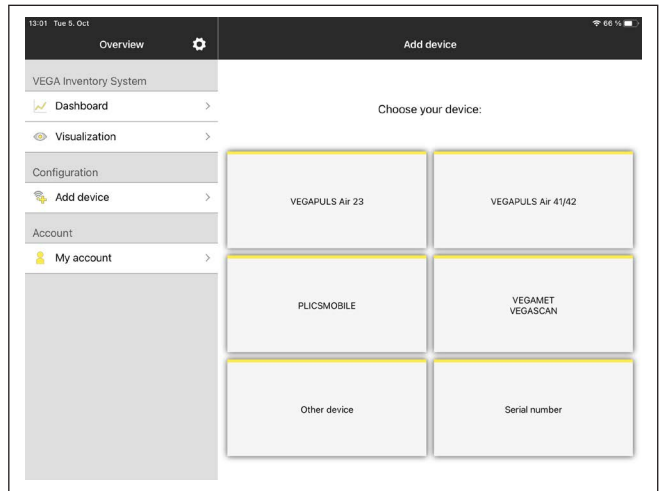 13:01 Tue 5. Oct
66 %
Overview
Add device
VEGA Inventory System
Dashboard
Visualization
Configuration
Add device
Account
My account
Choose your device:
VEGAPULS Air 23
VEGAPULS Air 41/42
PLICSMOBILE
VEGAMET
VEGASCAN
Other device
Serial number